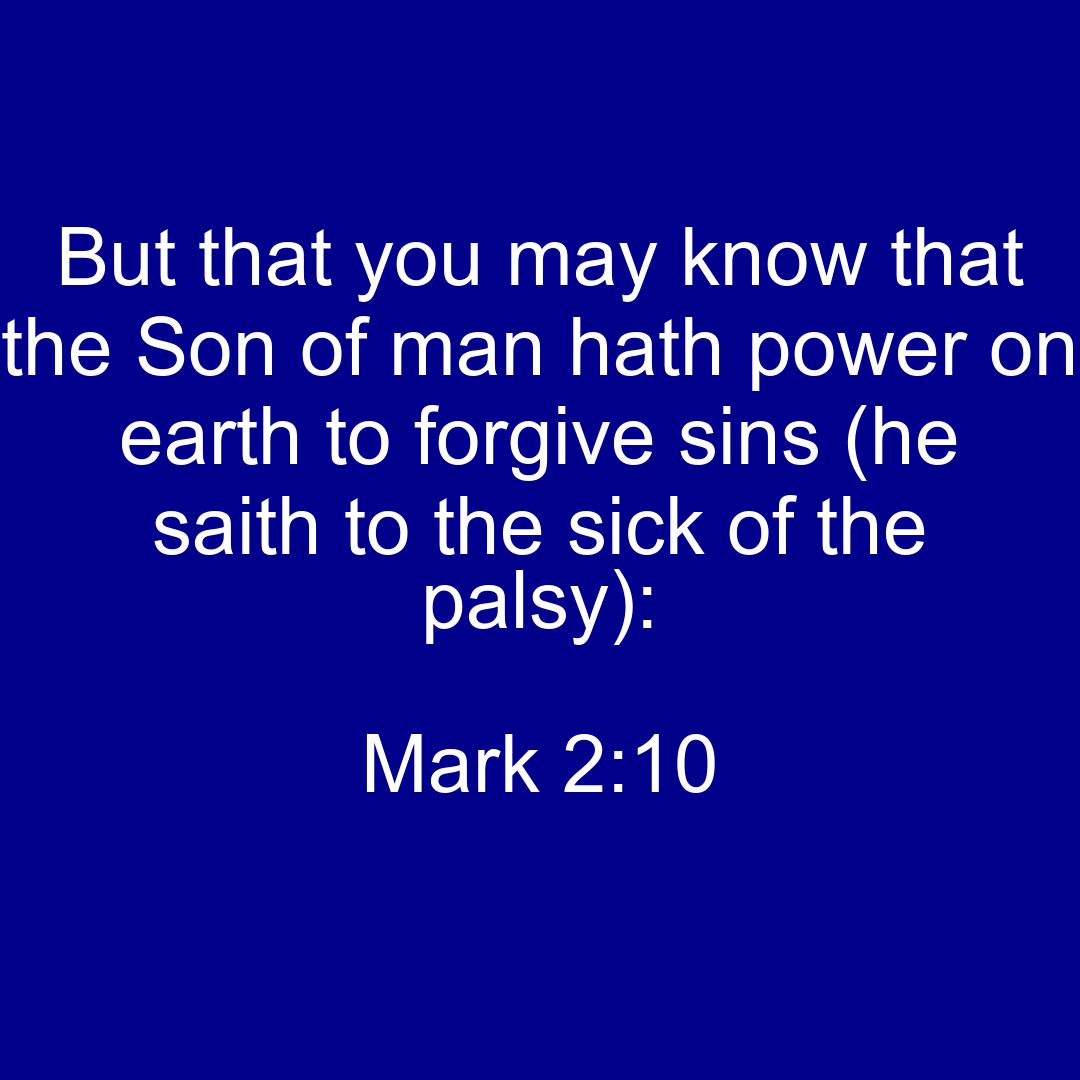 But that you may know that
the Son of man hath power on
earth to forgive sins (he
saith to the sick of the
palsy):
Mark 2:10